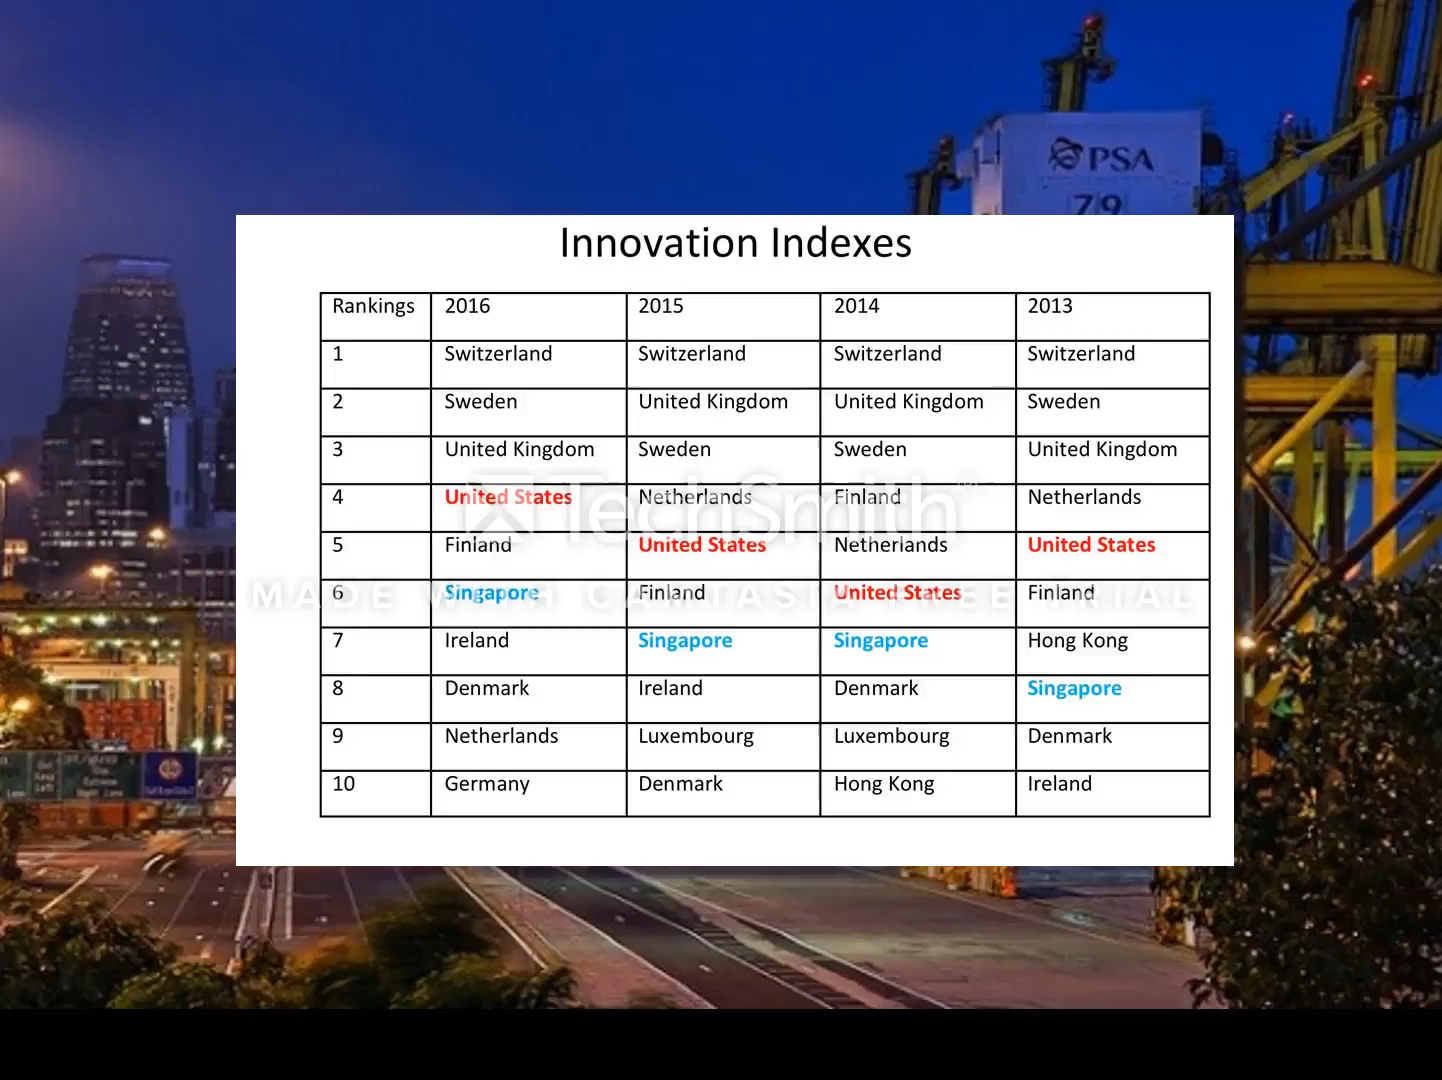 PSA
79
Innovation Indexes
Rankings 2016 2015 2014 2013
1 Switzerland Switzerland Switzerland Switzerland
2 Sweden United Kingdom United Kingdom Sweden
3 United Kingdom Sweden Sweden United Kingdom
4 United States Netherlands Finland Netherlands
5 Finland United States Netherlands United States
6 Singapore Finland United States Finland
7 Ireland Singapore Singapore Hong Kong
8 Denmark Ireland Denmark Singapore
9 Netherlands Luxembourg Luxembourg Denmark
10 Germany Denmark Hong Kong Ireland
TechSmith
MADE WITH CAMTASIA FREE TRIAL